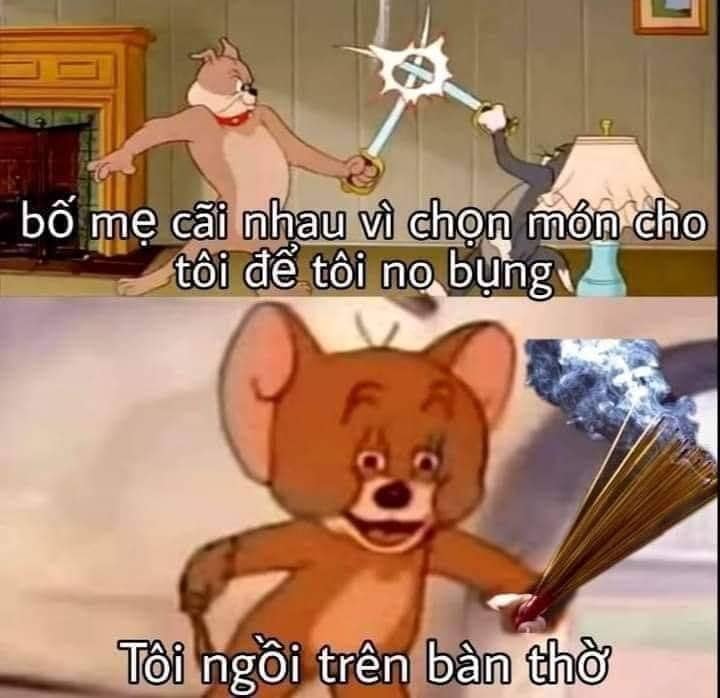 bố mẹ cãi nhau vì chọn món cho
tôi để tôi no bụng
Tôi ngồi trên bàn thờ